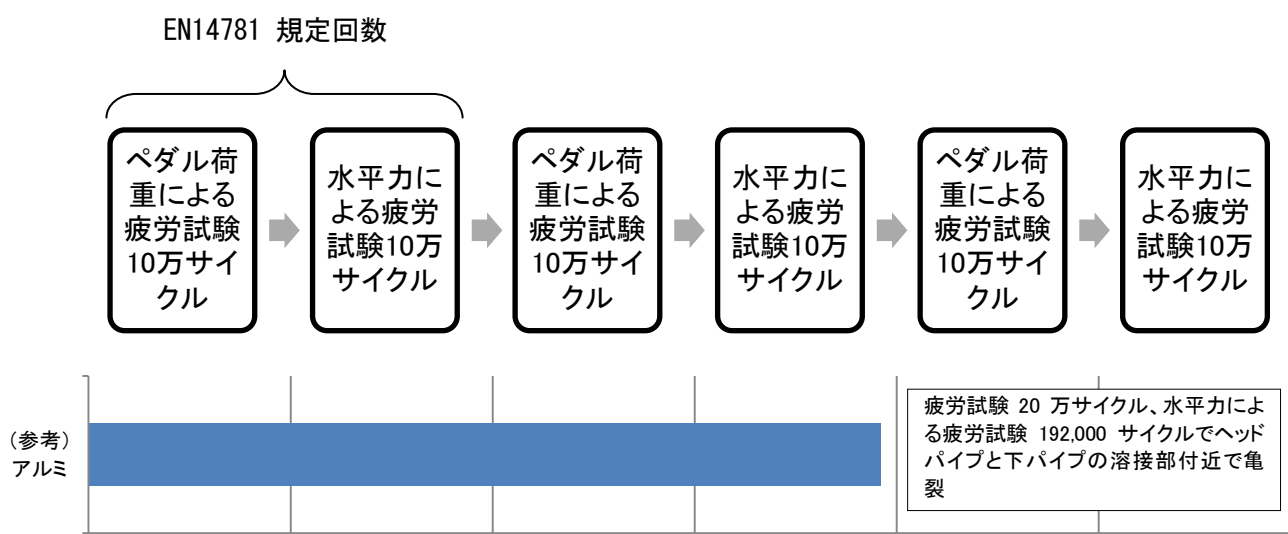 EN14781 規定回数
ペダル荷
重による
疲労試験
10万サイ
クル
水平力に
よる疲労
試験10万
サイクル
ペダル荷
重による
疲労試験
10万サイ
クル
水平力に
よる疲労
試験10万
サイクル
ペダル荷
重による
疲労試験
10万サイ
クル
水平力に
よる疲労
試験10万
サイクル
(参考)
アルミ
疲労試験 20 万サイクル、水平力によ
る疲労試験 192,000 サイクルでヘッド
パイプと下パイプの溶接部付近で亀
裂